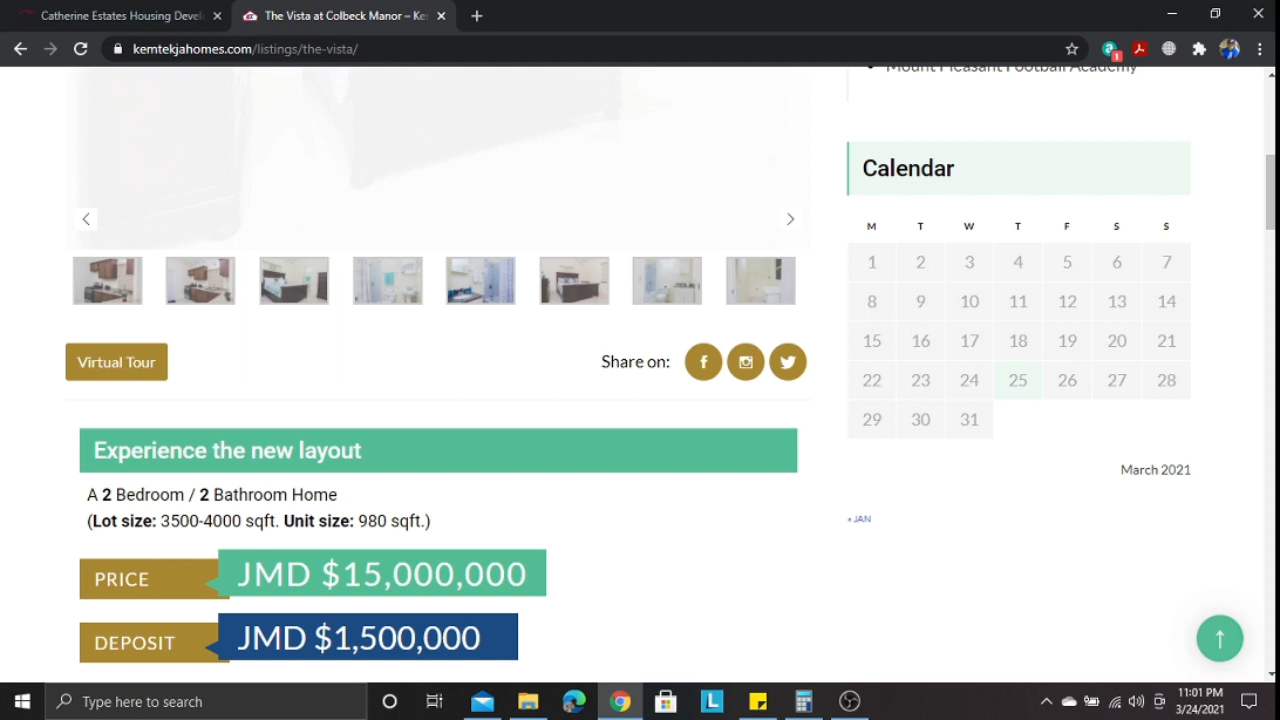 Catherine Estates Housing Devel
The Vista at Colbeck Manor – Ke
kemtekjahomes.com/listings/the-vista/
Mount Pleasant Football Academy
Calendar
M T W T F S S
1 2 3 4 5 6 7
8 9 10 11 12 13 14
15 16 17 18 19 20 21
22 23 24 25 26 27 28
29 30 31
March 2021
« JAN
Virtual Tour
Share on:
Experience the new layout
A 2 Bedroom / 2 Bathroom Home
(Lot size: 3500-4000 sqft. Unit size: 980 sqft.)
PRICE JMD $15,000,000
DEPOSIT JMD $1,500,000
Type here to search
L
11:01 PM
3/24/2021